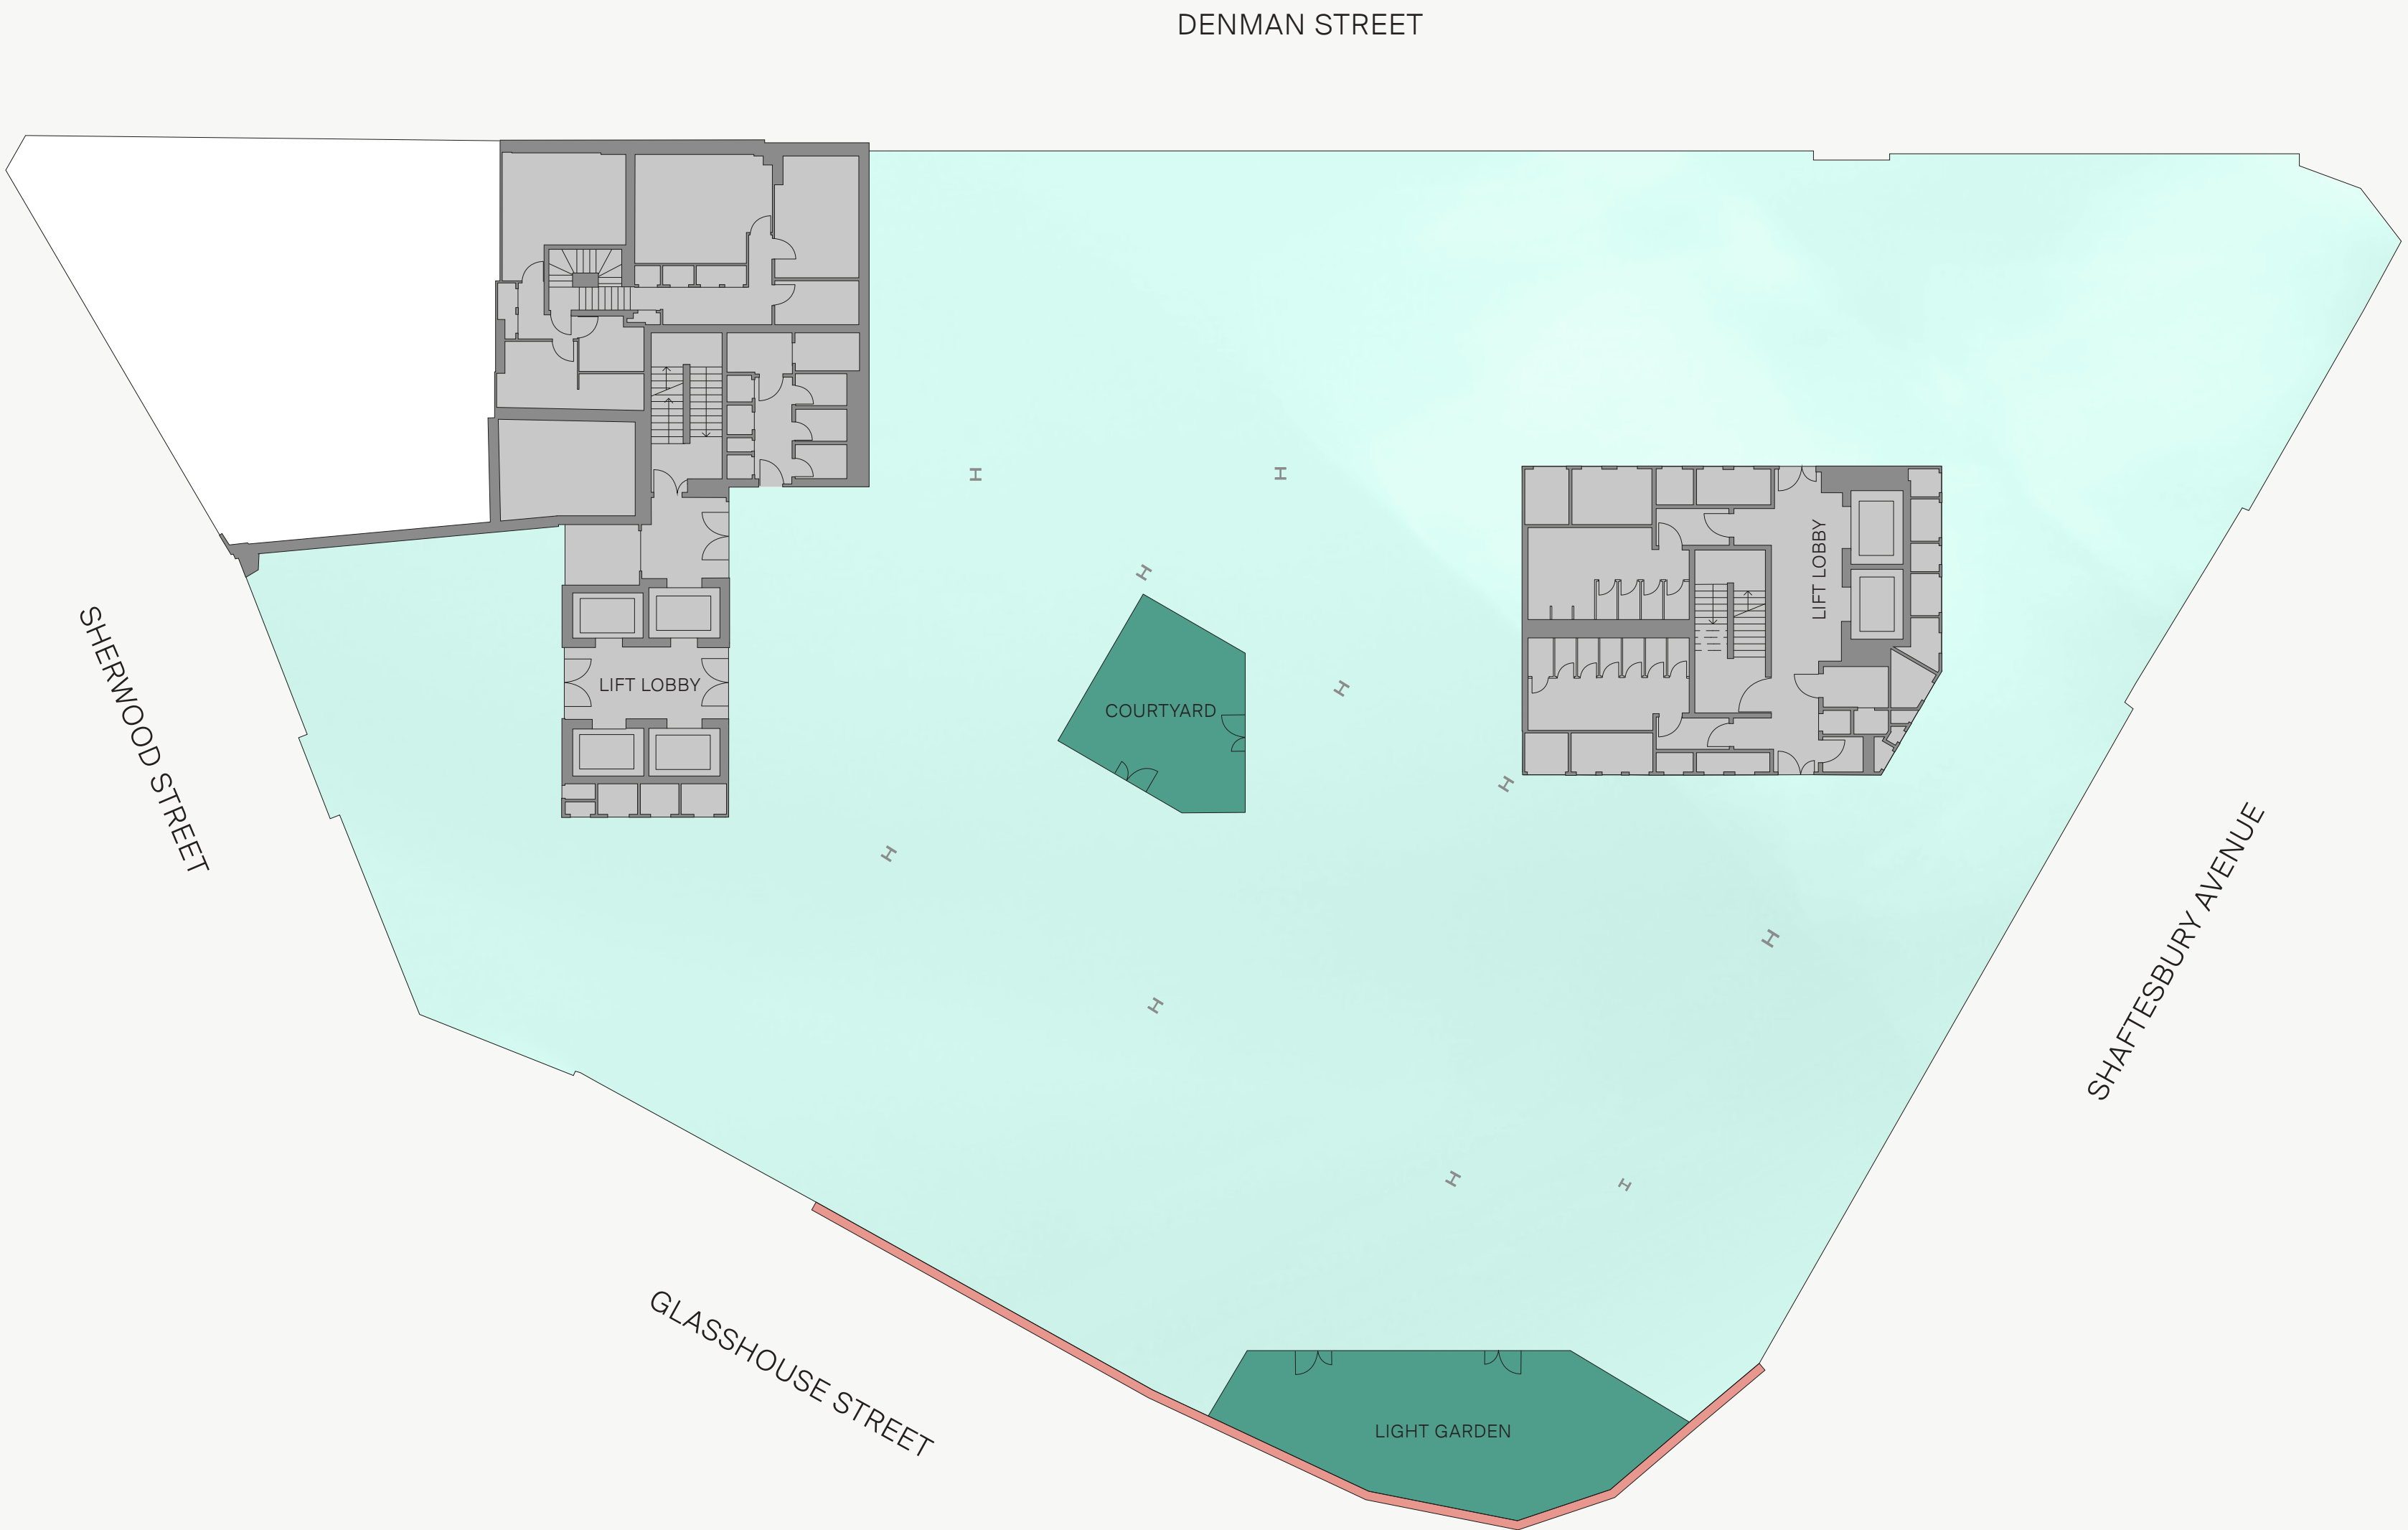 DENMAN STREET
LIFT LOBBY
SHERWOOD STREET
LIFT LOBBY
COURTYARD
SHAFTESBURY AVENUE
GLASSHOUSE STREET
LIGHT GARDEN